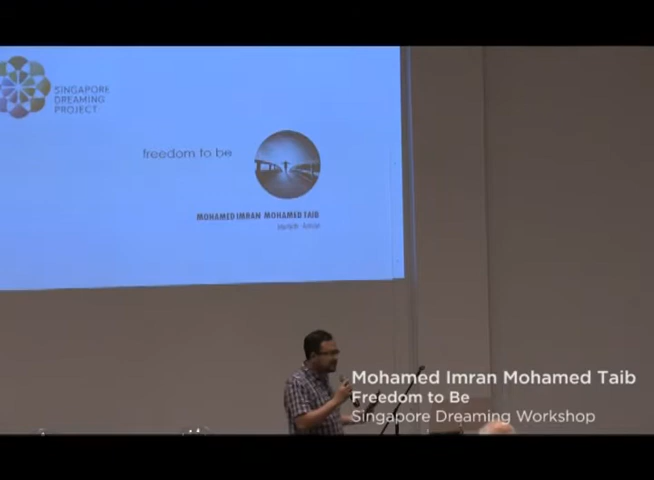 SINGAPORE
DREAMING
PROJECT
freedom to be
MOHAMED IMRAN MOHAMED TAIB
Mohamed Imran Mohamed Taib
Freedom to Be
Singapore Dreaming Workshop